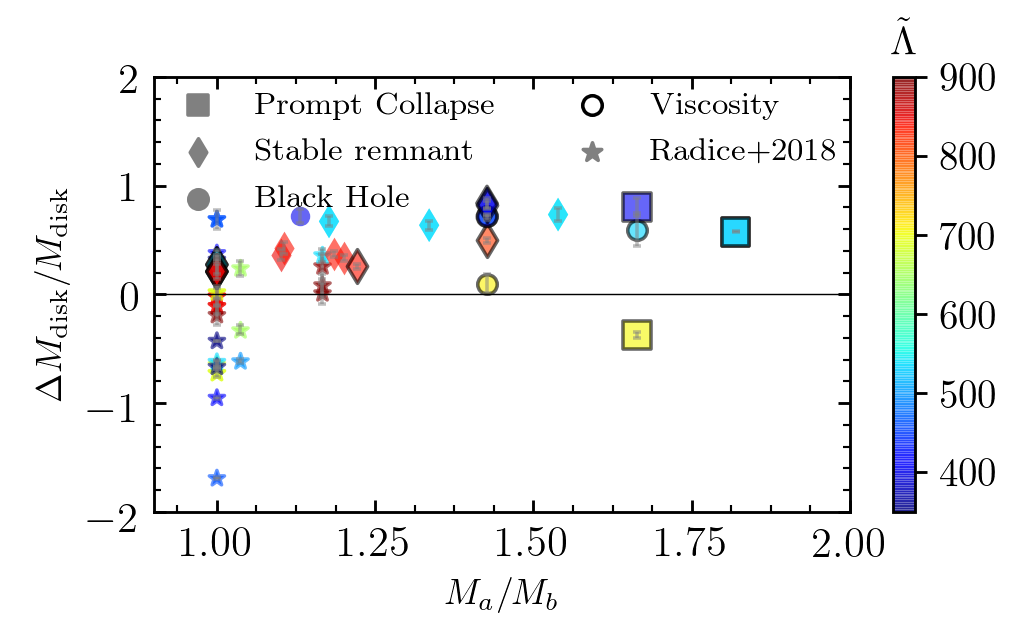 Λ̃
2
1
0
−1
−2
ΔM_disk/M_disk
Prompt Collapse
Stable remnant
Black Hole
Viscosity
Radice+2018
900
800
700
600
500
400
1.00 1.25 1.50 1.75 2.00
M_a/M_b